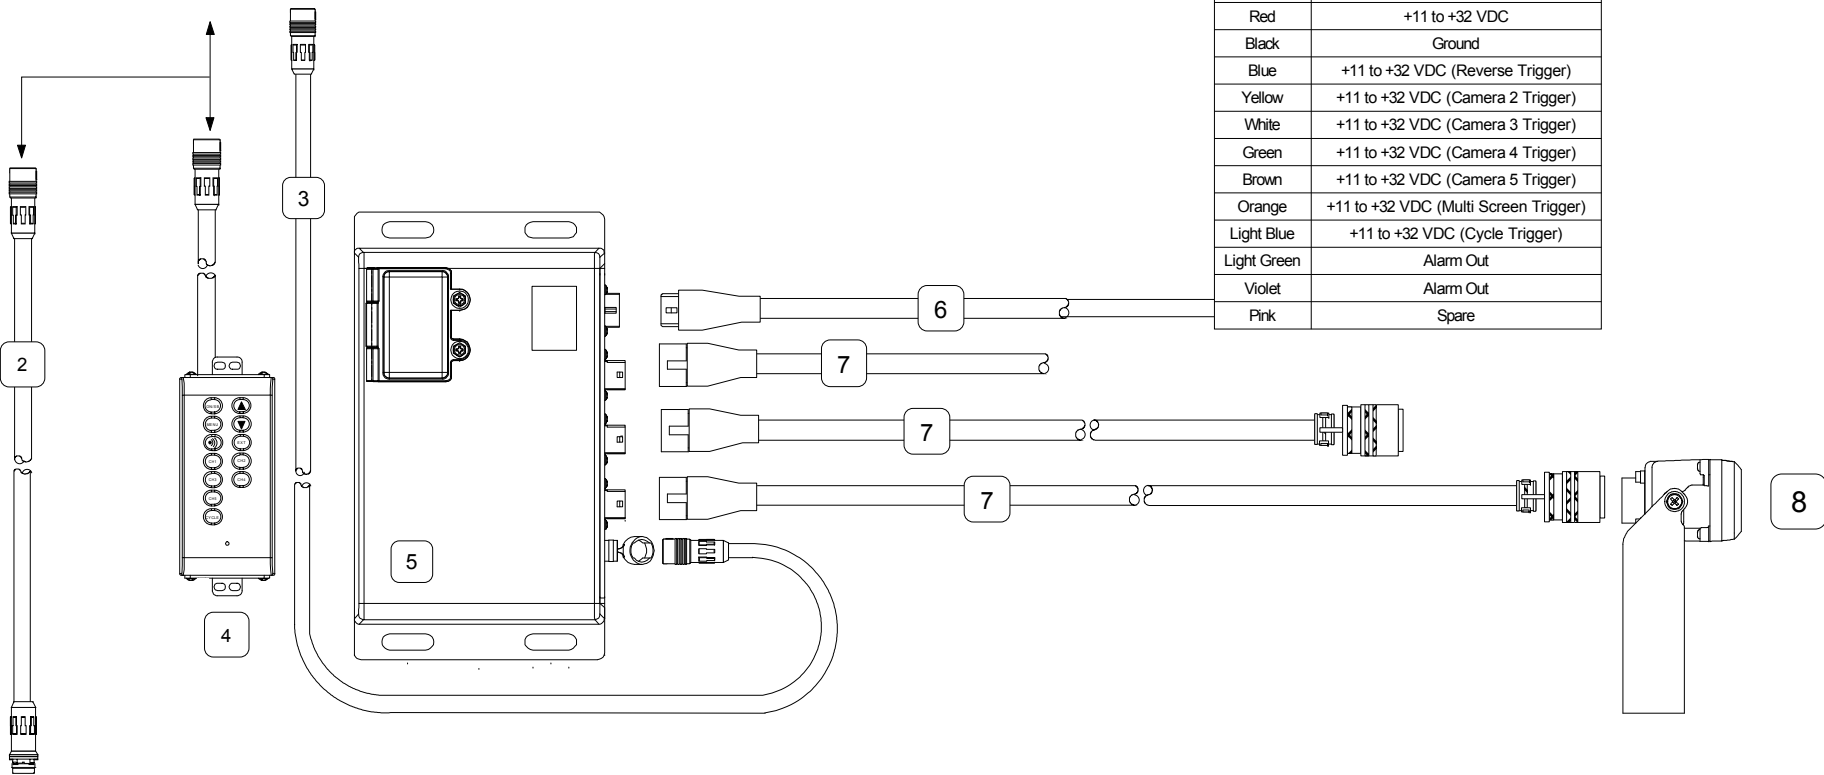 Red +11 to +32 VDC
Black Ground
Blue +11 to +32 VDC (Reverse Trigger)
Yellow +11 to +32 VDC (Camera 2 Trigger)
White +11 to +32 VDC (Camera 3 Trigger)
Green +11 to +32 VDC (Camera 4 Trigger)
Brown +11 to +32 VDC (Camera 5 Trigger)
Orange +11 to +32 VDC (Multi Screen Trigger)
Light Blue +11 to +32 VDC (Cycle Trigger)
Light Green Alarm Out
Violet Alarm Out
Pink Spare
3
6
2
7
7
7
8
5
4
MENU
CYCLE